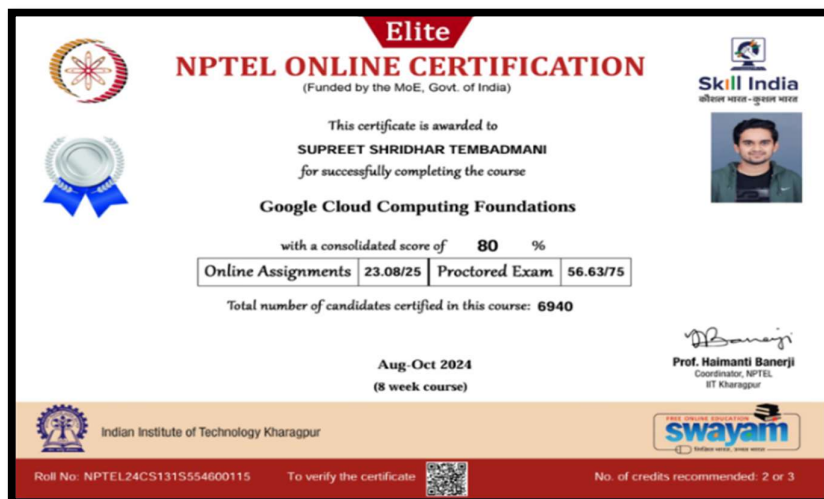 Elite
NPTEL ONLINE CERTIFICATION
(Funded by the MoE, Govt. of India)
Skill India
कौशल भारत-कुशल भारत
This certificate is awarded to
SUPREET SHRIDHAR TEMBADMANI
for successfully completing the course
Google Cloud Computing Foundations
with a consolidated score of 80 %
Online Assignments 23.08/25 Proctored Exam 56.63/75
Total number of candidates certified in this course: 6940
Aug-Oct 2024
(8 week course)
Prof. Haimanti Banerji
Coordinator, NPTEL
IIT Kharagpur
Indian Institute of Technology Kharagpur
FREE ONLINE EDUCATION
swayam
Roll No: NPTEL24CS131S554600115 To verify the certificate No. of credits recommended: 2 or 3